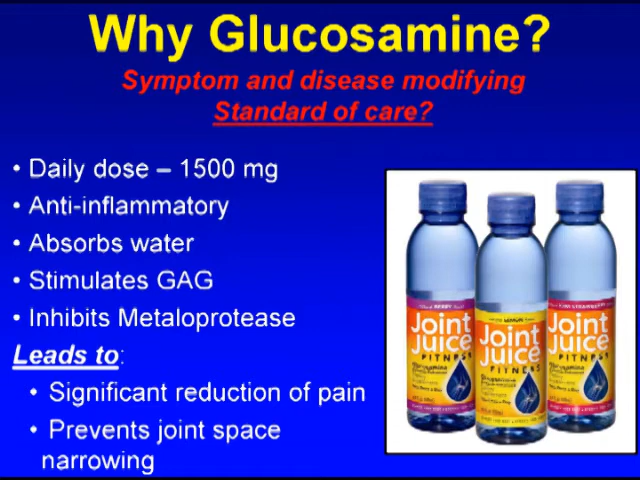 Why Glucosamine?
Symptom and disease modifying
Standard of care?
• Daily dose – 1500 mg
• Anti-inflammatory
• Absorbs water
• Stimulates GAG
• Inhibits Metaloprotease
Leads to:
• Significant reduction of pain
• Prevents joint space
narrowing
BERRY
Joint
Juice
FITNESS
LEMON
Joint
Juice
FITNESS
Joint
Juice
FITNESS